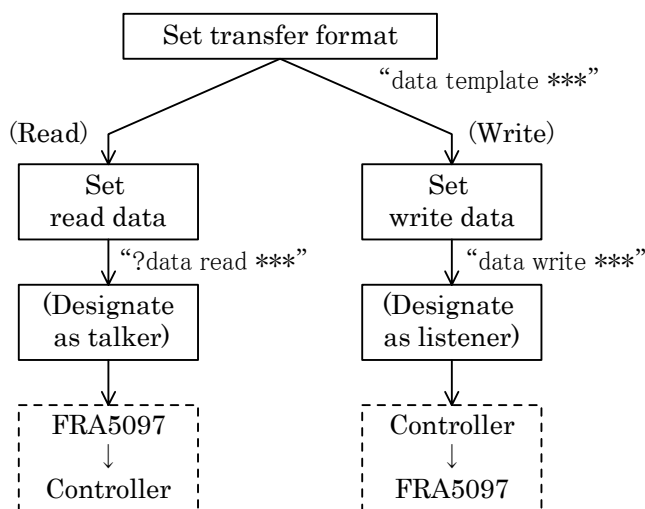 Set transfer format
“data template ***”
(Read)
(Write)
Set
read data
Set
write data
“?data read ***”
“data write ***”
(Designate
as talker)
(Designate
as listener)
FRA5097
↓
Controller
Controller
↓
FRA5097